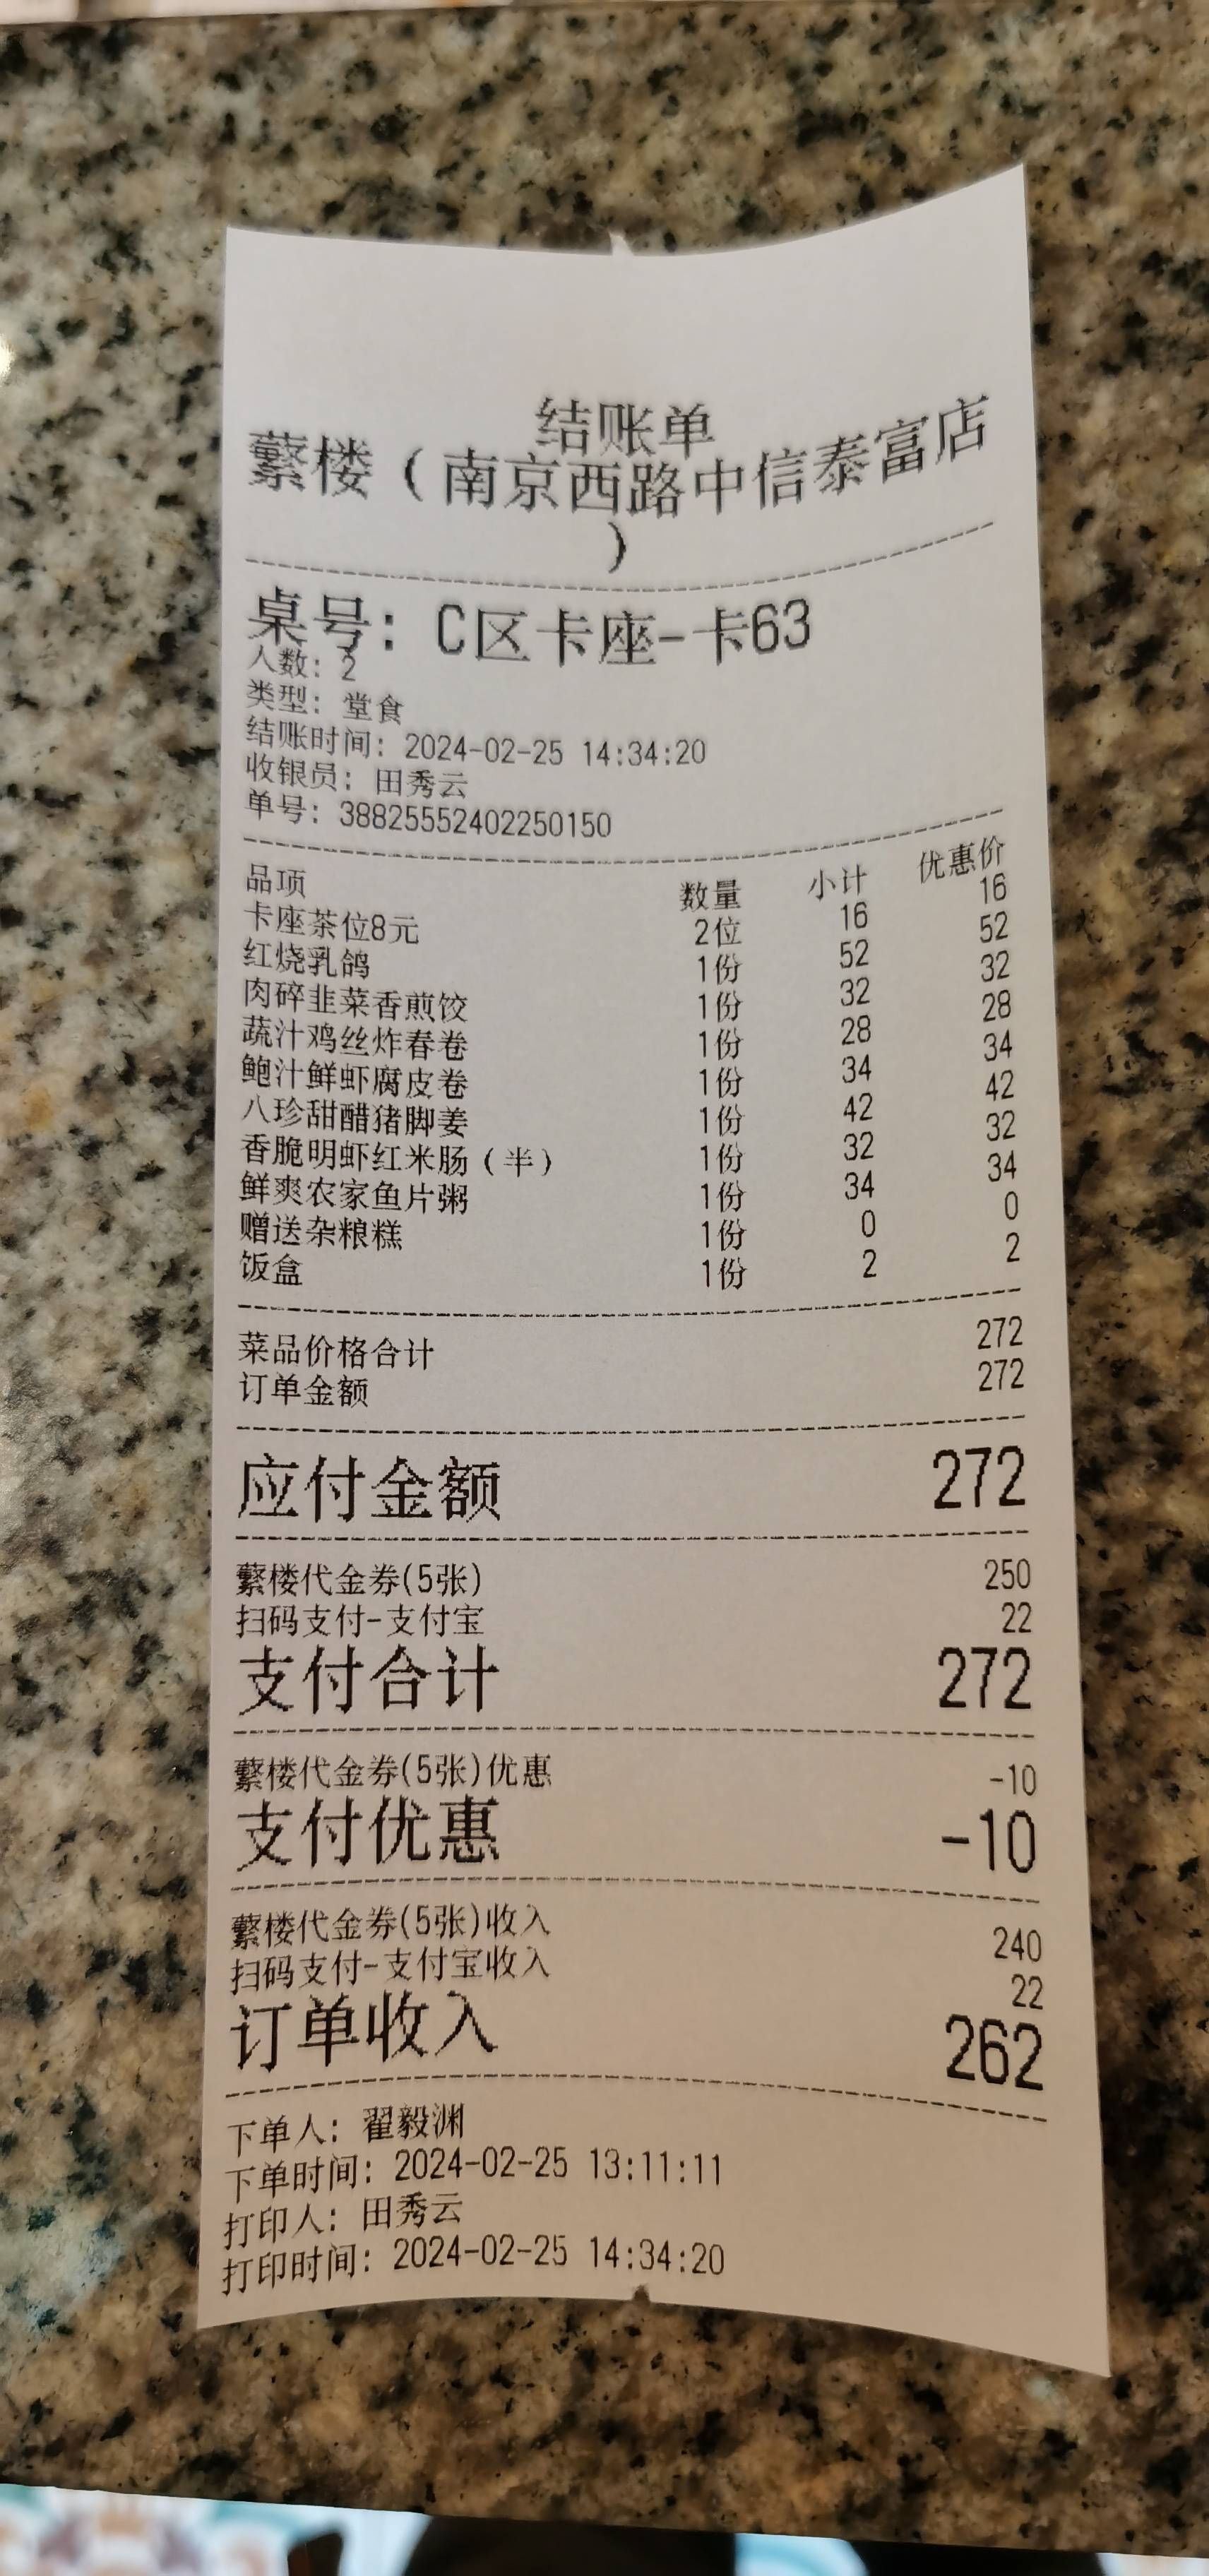 结账单
蘩楼（南京西路中信泰富店
）
桌号：C区卡座-卡63
人数：2
类型：堂食
结账时间：2024-02-25 14:34:20
收银员：田秀云
单号：38825552402250150
品项 数量 小计 优惠价
卡座茶位8元 2位 16 16
红烧乳鸽 1份 52 52
肉碎韭菜香煎饺 1份 32 32
蔬汁鸡丝炸春卷 1份 28 28
鲍汁鲜虾腐皮卷 1份 34 34
八珍甜醋猪脚姜 1份 42 42
香脆明虾红米肠（半） 1份 32 32
鲜爽农家鱼片粥 1份 34 34
赠送杂粮糕 1份 0 0
饭盒 1份 2 2
菜品价格合计 272
订单金额 272
应付金额 272
蘩楼代金券(5张) 250
扫码支付-支付宝 22
支付合计 272
蘩楼代金券(5张)优惠 -10
支付优惠 -10
蘩楼代金券(5张)收入 240
扫码支付-支付宝收入 22
订单收入 262
下单人：翟毅渊
下单时间：2024-02-25 13:11:11
打印人：田秀云
打印时间：2024-02-25 14:34:20